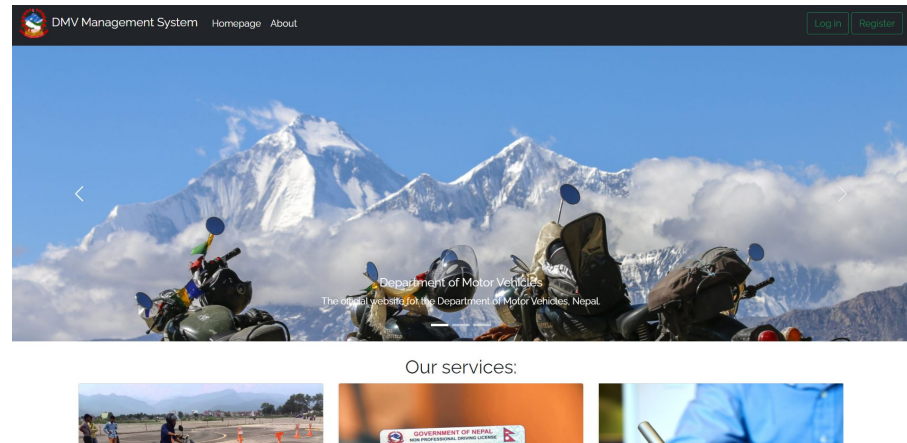 DMV Management System
Homepage
About
Log in
Register
Department of Motor Vehicles
The official website for the Department of Motor Vehicles, Nepal.
Our services:
GOVERNMENT OF NEPAL
NON PROFESSIONAL DRIVING LICENSE